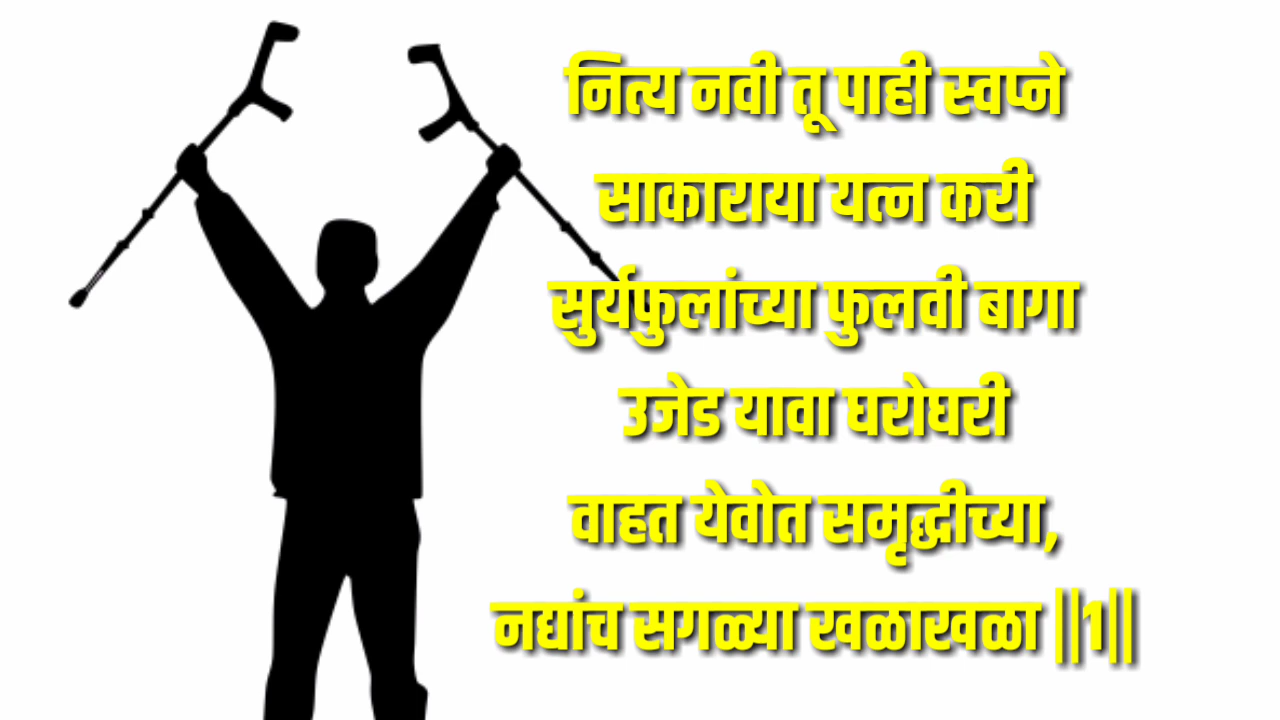 नित्य नवी तू पाही स्वप्ने
साकाराया यत्न करी
सुर्यफुलांच्या फुलवी बागा
उजेड यावा घरोघरी
वाहत येवोत समृद्धीच्या,
नद्यांच सगळ्या खळाखळा ||1||